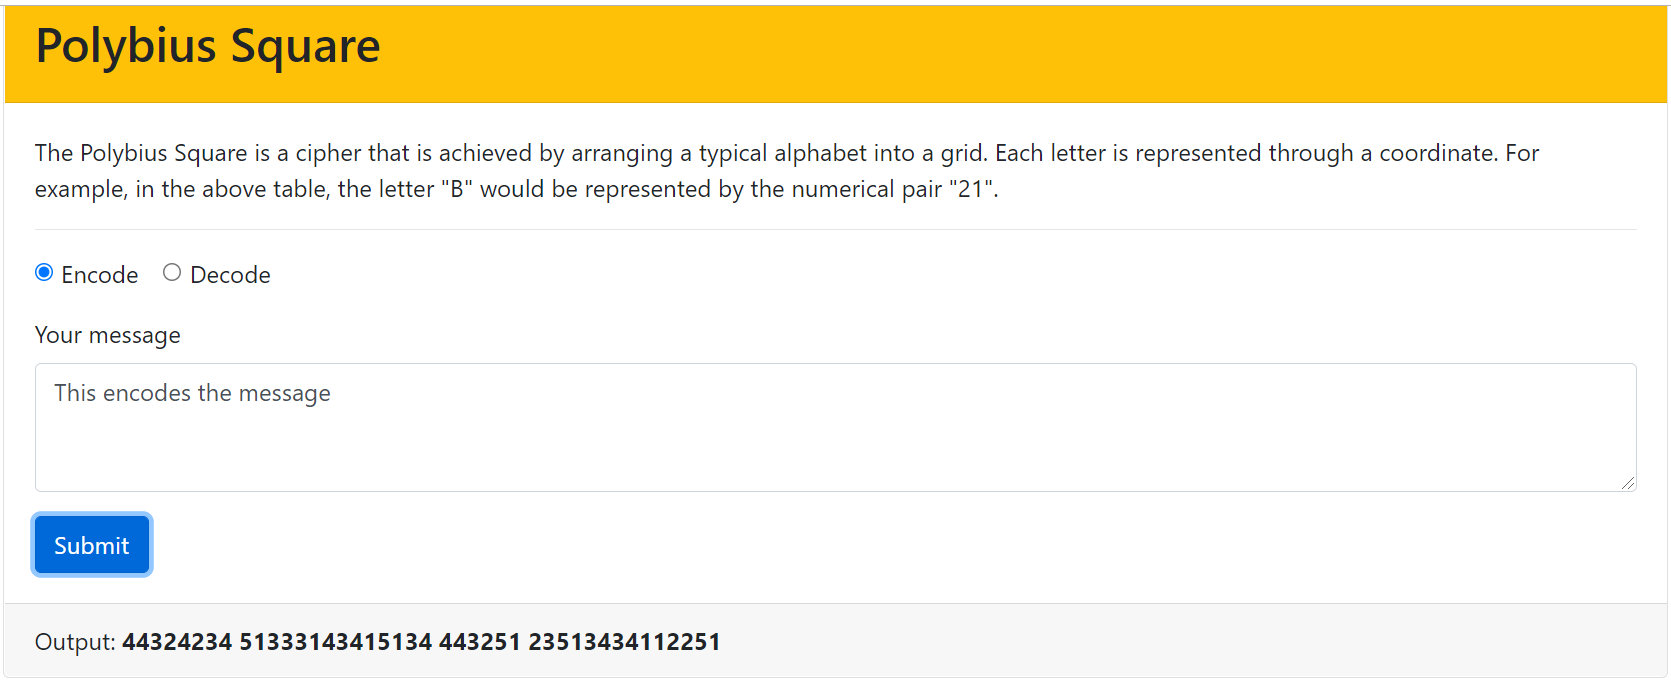 Polybius Square
The Polybius Square is a cipher that is achieved by arranging a typical alphabet into a grid. Each letter is represented through a coordinate. For
example, in the above table, the letter "B" would be represented by the numerical pair "21".
Encode Decode
Your message
This encodes the message
Submit
Output: 44324234 51333143415134 443251 23513434112251